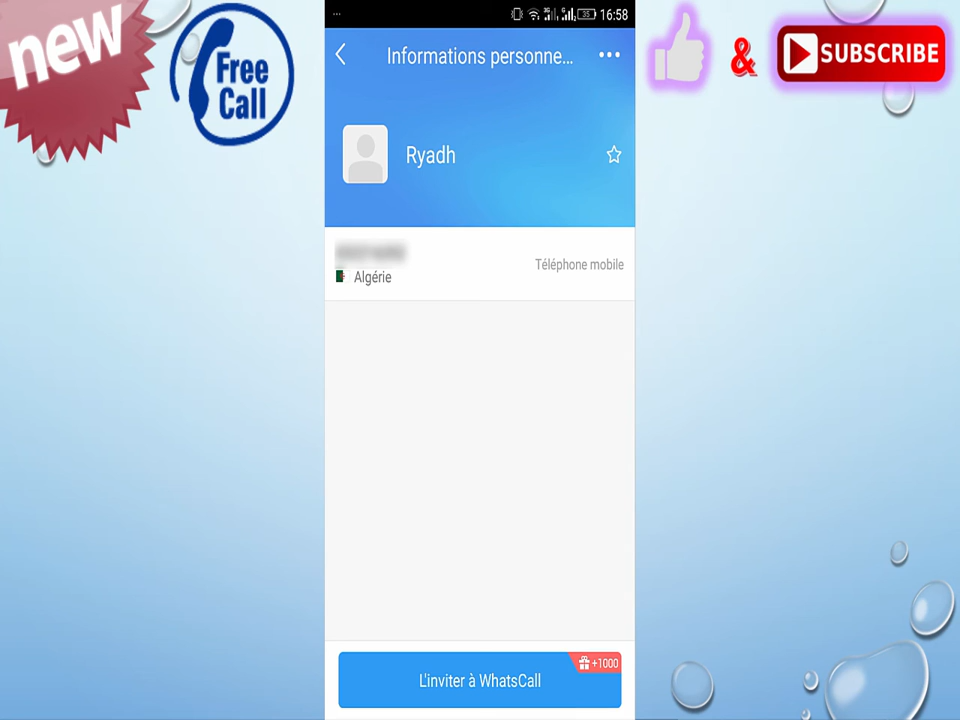 new
Free
Call
16:58
Informations personne...
Ryadh
Algérie
Téléphone mobile
+1000
L'inviter à WhatsCall
&
SUBSCRIBE